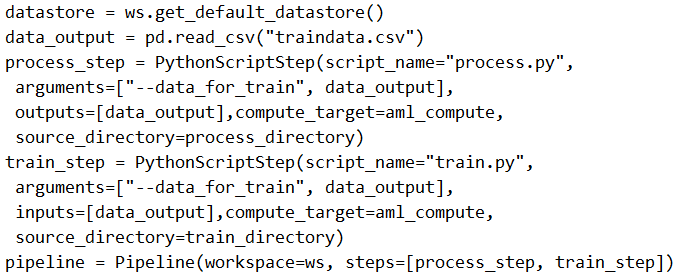 datastore = ws.get_default_datastore()
data_output = pd.read_csv("traindata.csv")
process_step = PythonScriptStep(script_name="process.py",
 arguments=["--data_for_train", data_output],
 outputs=[data_output],compute_target=aml_compute,
 source_directory=process_directory)
train_step = PythonScriptStep(script_name="train.py",
 arguments=["--data_for_train", data_output],
 inputs=[data_output],compute_target=aml_compute,
 source_directory=train_directory)
pipeline = Pipeline(workspace=ws, steps=[process_step, train_step])